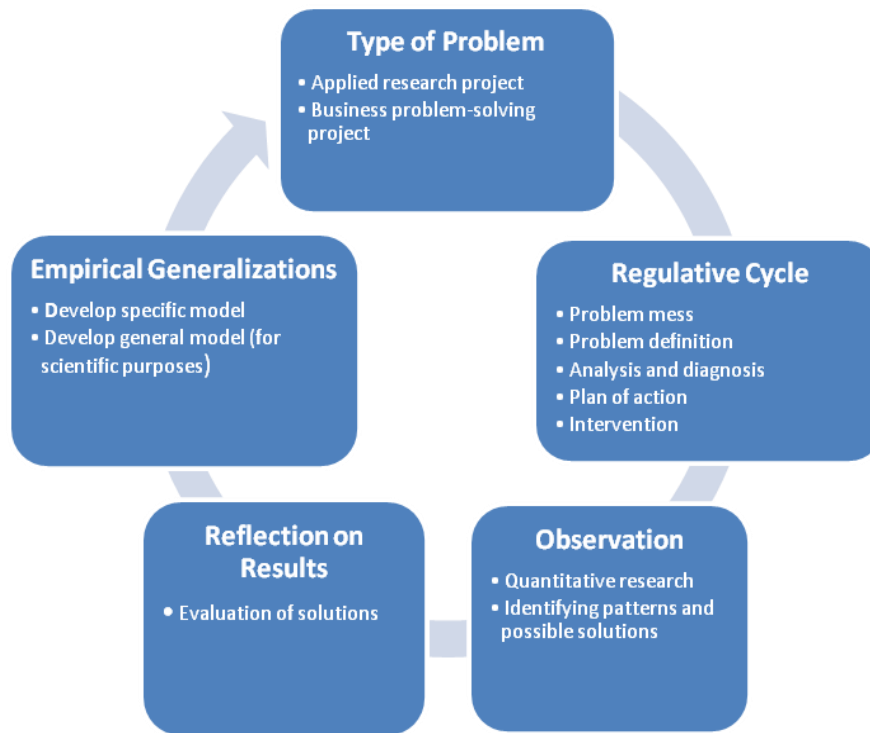 Type of Problem
• Applied research project
• Business problem-solving
project
Regulative Cycle
• Problem mess
• Problem definition
• Analysis and diagnosis
• Plan of action
• Intervention
Observation
• Quantitative research
• Identifying patterns and
possible solutions
Reflection on
Results
• Evaluation of solutions
Empirical Generalizations
• Develop specific model
• Develop general model (for
scientific purposes)